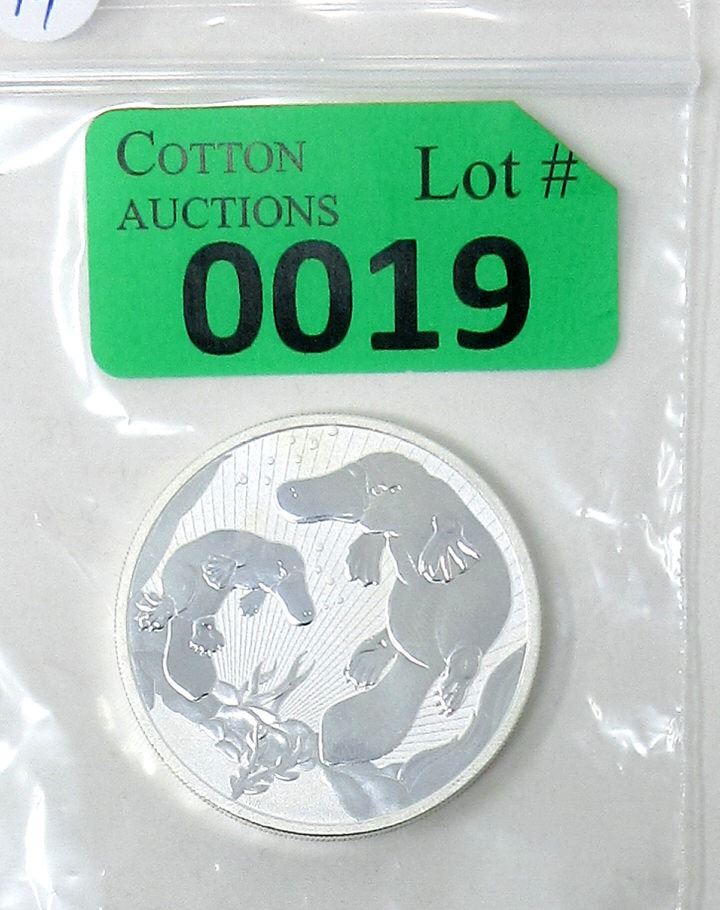 COTTON
AUCTIONS
Lot #
0019